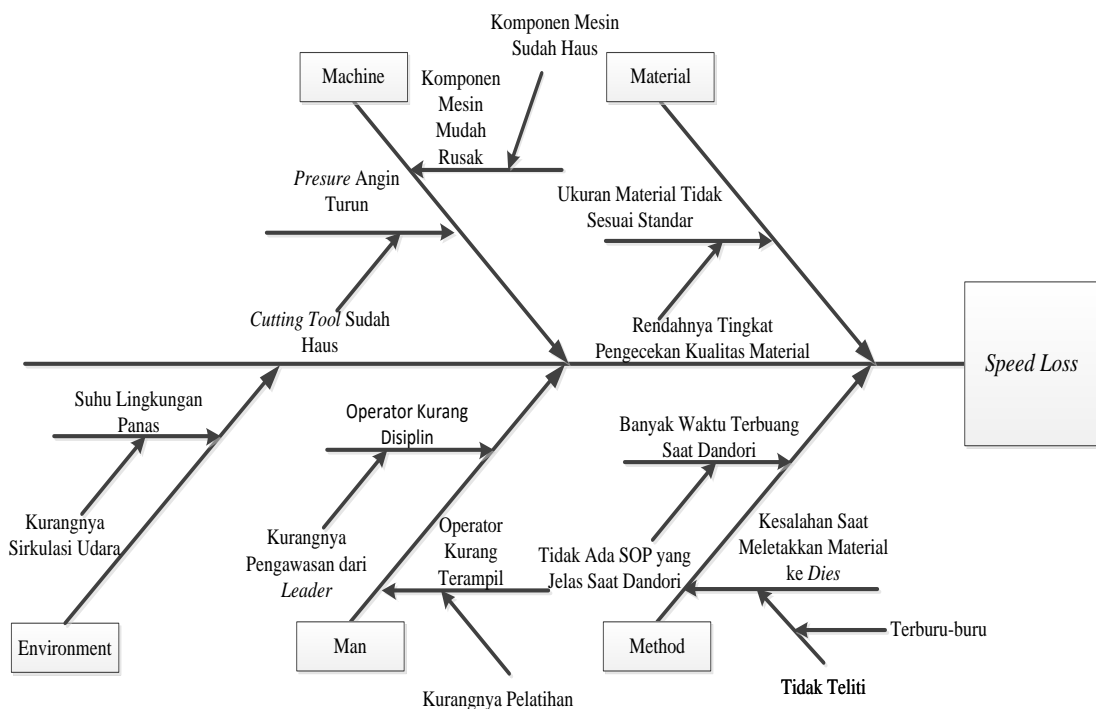 Komponen Mesin
Sudah Haus
Machine
Komponen
Mesin
Mudah
Rusak
Material
Presure Angin
Turun
Ukuran Material Tidak
Sesuai Standar
Cutting Tool Sudah
Haus
Rendahnya Tingkat
Pengecekan Kualitas Material
Speed Loss
Suhu Lingkungan
Panas
Operator Kurang
Disiplin
Banyak Waktu Terbuang
Saat Dandori
Kurangnya
Sirkulasi Udara
Kurangnya
Pengawasan dari
Leader
Operator
Kurang
Terampil
Tidak Ada SOP yang
Jelas Saat Dandori
Kesalahan Saat
Meletakkan Material
ke Dies
Environment
Man
Method
Terburu-buru
Tidak Teliti
Kurangnya Pelatihan